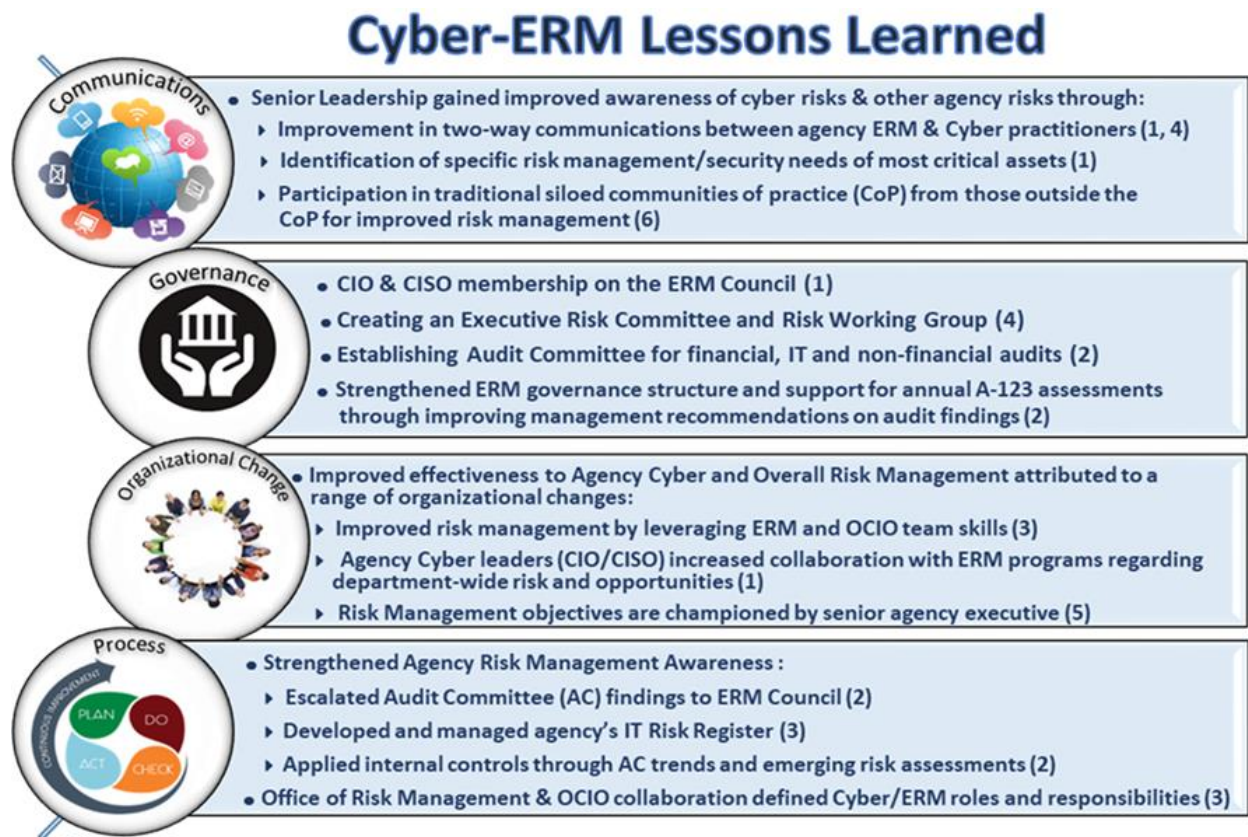 Cyber-ERM Lessons Learned
Communications
• Senior Leadership gained improved awareness of cyber risks & other agency risks through:
Improvement in two-way communications between agency ERM & Cyber practitioners (1, 4)
Identification of specific risk management/security needs of most critical assets (1)
Participation in traditional siloed communities of practice (CoP) from those outside the
CoP for improved risk management (6)
Governance
• CIO & CISO membership on the ERM Council (1)
• Creating an Executive Risk Committee and Risk Working Group (4)
• Establishing Audit Committee for financial, IT and non-financial audits (2)
• Strengthened ERM governance structure and support for annual A-123 assessments
through improving management recommendations on audit findings (2)
Organizational Change
• Improved effectiveness to Agency Cyber and Overall Risk Management attributed to a
range of organizational changes:
Improved risk management by leveraging ERM and OCIO team skills (3)
Agency Cyber leaders (CIO/CISO) increased collaboration with ERM programs regarding
department-wide risk and opportunities (1)
Risk Management objectives are championed by senior agency executive (5)
Process
CONTINUOUS IMPROVEMENT
PLAN
DO
ACT
CHECK
• Strengthened Agency Risk Management Awareness :
Escalated Audit Committee (AC) findings to ERM Council (2)
Developed and managed agency's IT Risk Register (3)
Applied internal controls through AC trends and emerging risk assessments (2)
• Office of Risk Management & OCIO collaboration defined Cyber/ERM roles and responsibilities (3)